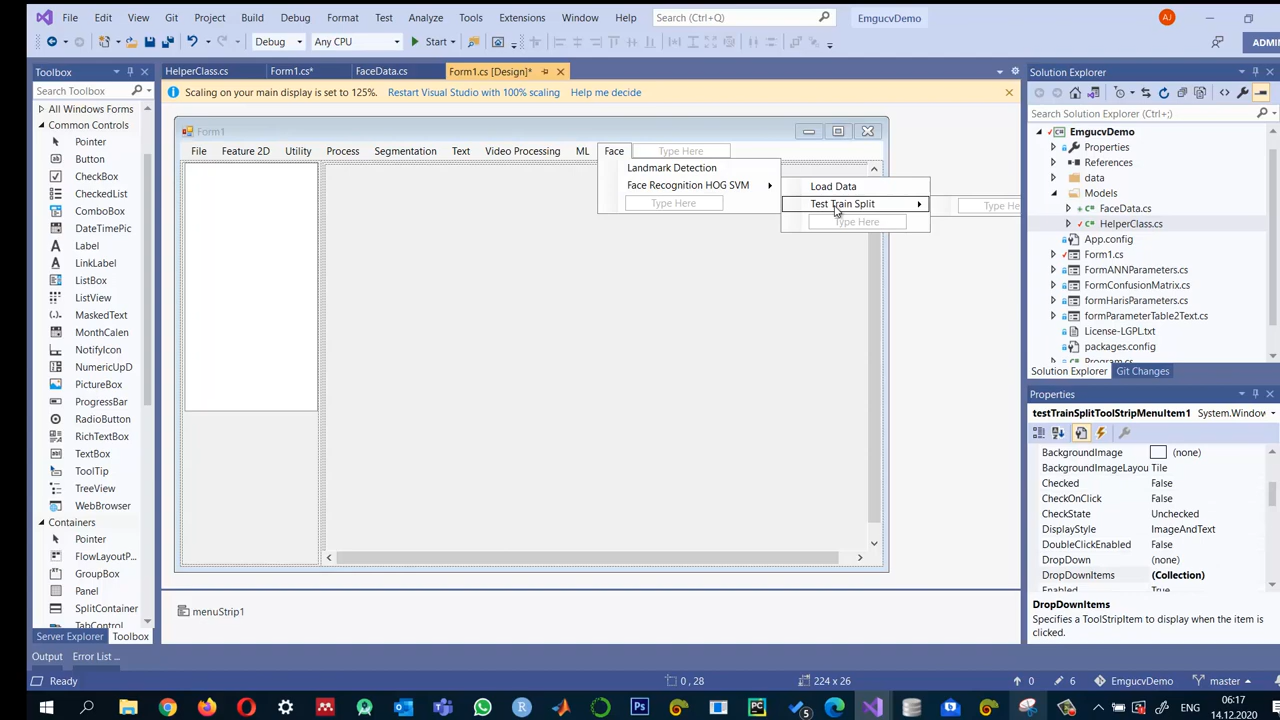 File Edit View Git Project Build Debug Format Test Analyze Tools Extensions Window Help Search (Ctrl+Q) EmgucvDemo AJ
Debug Any CPU Start ADMIN
Toolbox
Search Toolbox
All Windows Forms
Common Controls
Pointer
Button
CheckBox
CheckedList
ComboBox
DateTimePic
Label
LinkLabel
ListBox
ListView
MaskedText
MonthCalen
NotifyIcon
NumericUpD
PictureBox
ProgressBar
RadioButton
RichTextBox
TextBox
ToolTip
TreeView
WebBrowser
Containers
Pointer
FlowLayoutP...
GroupBox
Panel
SplitContainer
TabControl
Server Explorer Toolbox
HelperClass.cs Form1.cs* FaceData.cs Form1.cs [Design]*
Scaling on your main display is set to 125%. Restart Visual Studio with 100% scaling Help me decide
Form1
File Feature 2D Utility Process Segmentation Text Video Processing ML Face Type Here
Landmark Detection
Face Recognition HOG SVM
Type Here
Load Data
Test Train Split
Type Here
Type He
menuStrip1
Solution Explorer
Search Solution Explorer (Ctrl+;)
EmgucvDemo
Properties
References
data
Models
FaceData.cs
HelperClass.cs
App.config
Form1.cs
FormANNParameters.cs
FormConfusionMatrix.cs
formHarisParameters.cs
formParameterTable2Text.cs
License-LGPL.txt
packages.config
Program.cs
Solution Explorer Git Changes
Properties
testTrainSplitToolStripMenuItem1 System.Window
BackgroundImage (none)
BackgroundImageLayou Tile
Checked False
CheckOnClick False
CheckState Unchecked
DisplayStyle ImageAndText
DoubleClickEnabled False
DropDown (none)
DropDownItems (Collection)
Enabled True
DropDownItems
Specifies a ToolStripItem to display when the item is
clicked.
Output Error List ...
Ready 0 , 28 224 x 26 0 6 EmgucvDemo master
5 ENG 06:17
14.12.2020